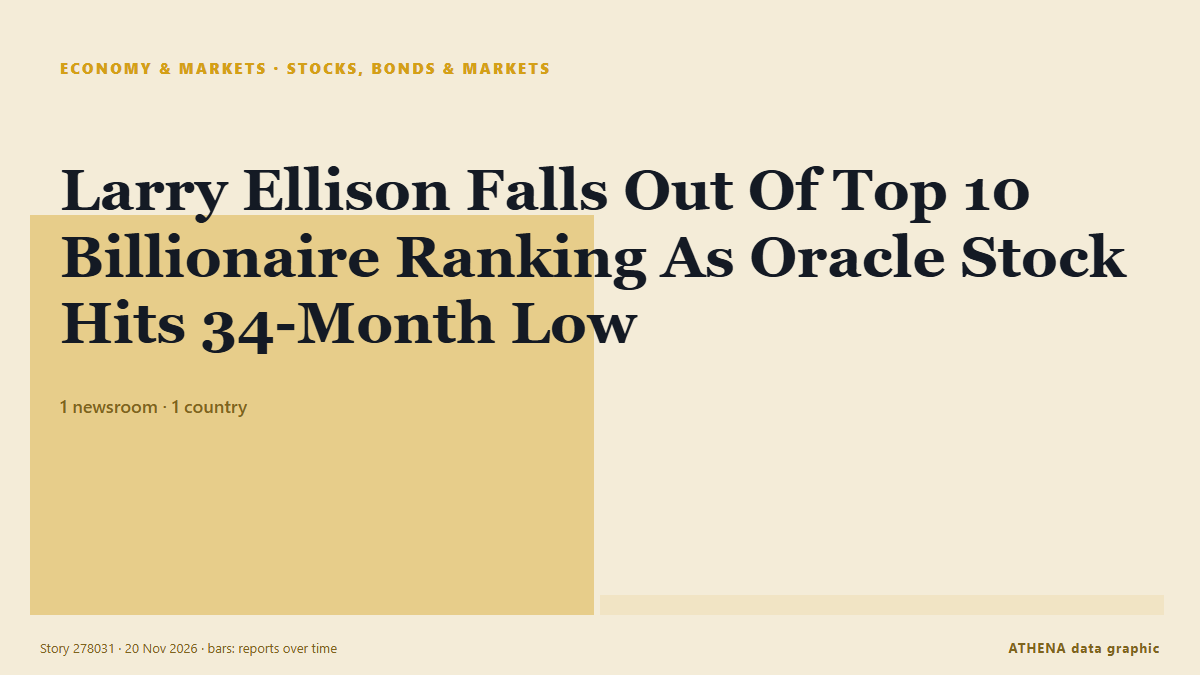 ECONOMY & MARKETS · STOCKS, BONDS & MARKETS
Larry Ellison Falls Out Of Top 10
Billionaire Ranking As Oracle Stock
Hits 34-Month Low
1 newsroom · 1 country
Story 278031 · 20 Nov 2026 · bars: reports over time
ATHENA data graphic